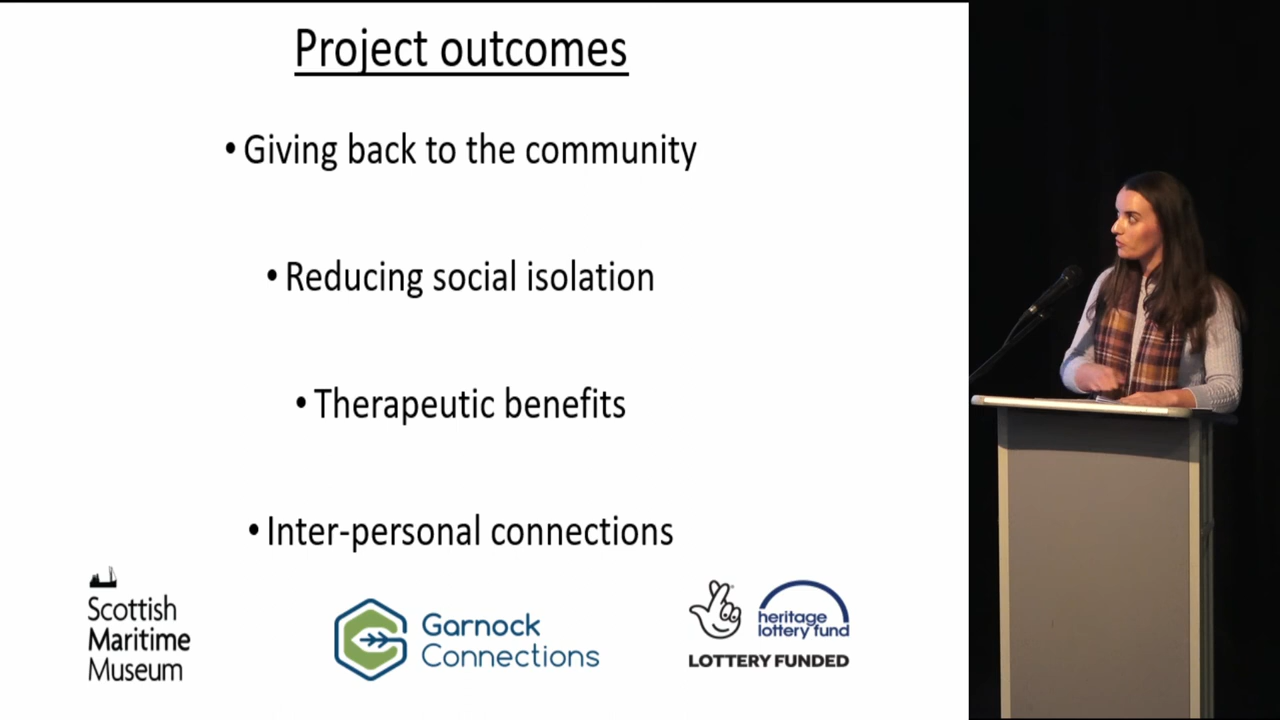 Project outcomes
• Giving back to the community
• Reducing social isolation
• Therapeutic benefits
• Inter-personal connections
Scottish
Maritime
Museum
Garnock
Connections
heritage
lottery fund
LOTTERY FUNDED